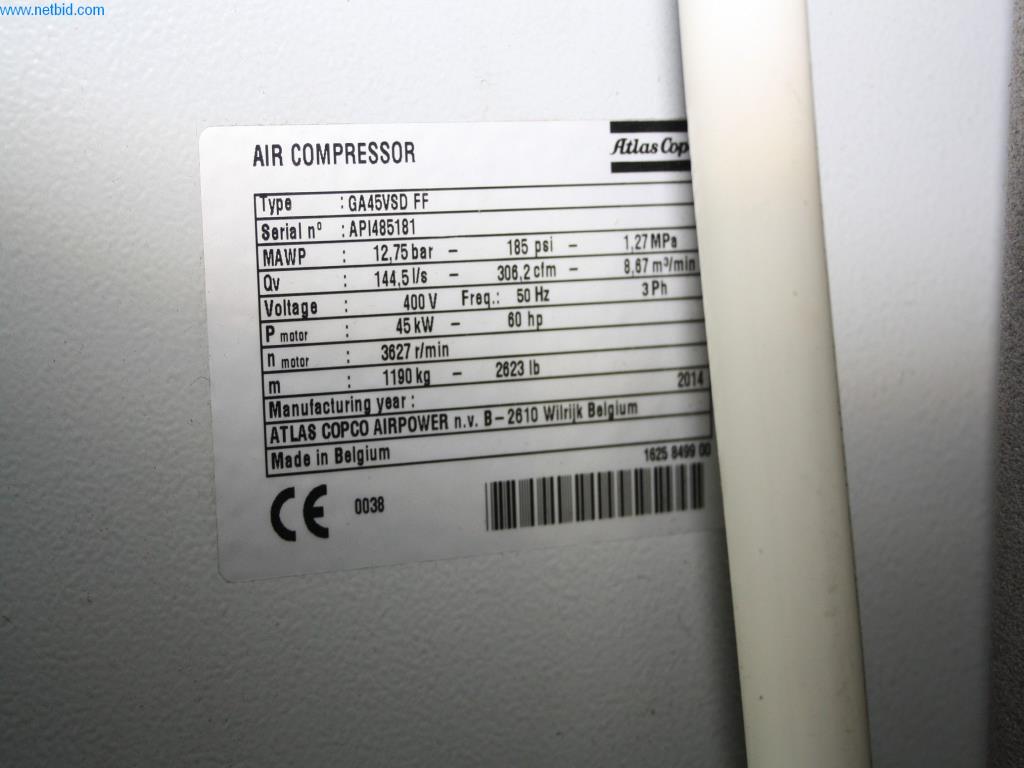 www.netbid.com
AIR COMPRESSOR
Atlas Cop
Type : GA45VSD FF
Serial nº : API485181
MAWP : 12,75 bar – 185 psi – 1,27 MPa
Qv : 144,5 l/s – 306,2 cfm – 8,67 m³/min
Voltage : 400 V Freq.: 50 Hz 3 Ph
P motor : 45 kW – 60 hp
n motor : 3627 r/min
m : 1190 kg – 2623 lb
Manufacturing year : 2014
ATLAS COPCO AIRPOWER n.v. B–2610 Wilrijk Belgium
Made in Belgium 1625 8499 00
CE 0038